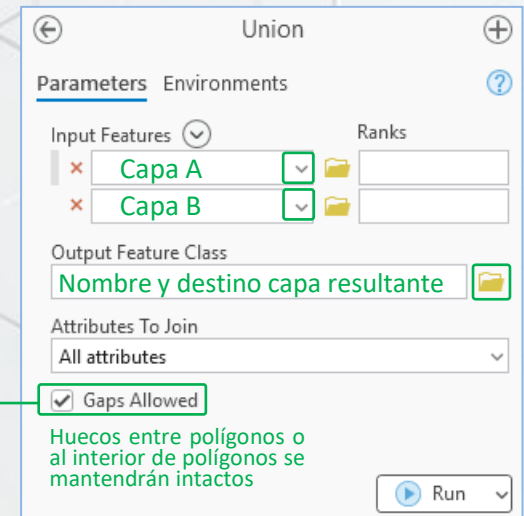 Union
Parameters Environments
Input Features Ranks
Capa A
Capa B
Output Feature Class
Nombre y destino capa resultante
Attributes To Join
All attributes
Gaps Allowed
Huecos entre polígonos o
al interior de polígonos se
mantendrán intactos
Run